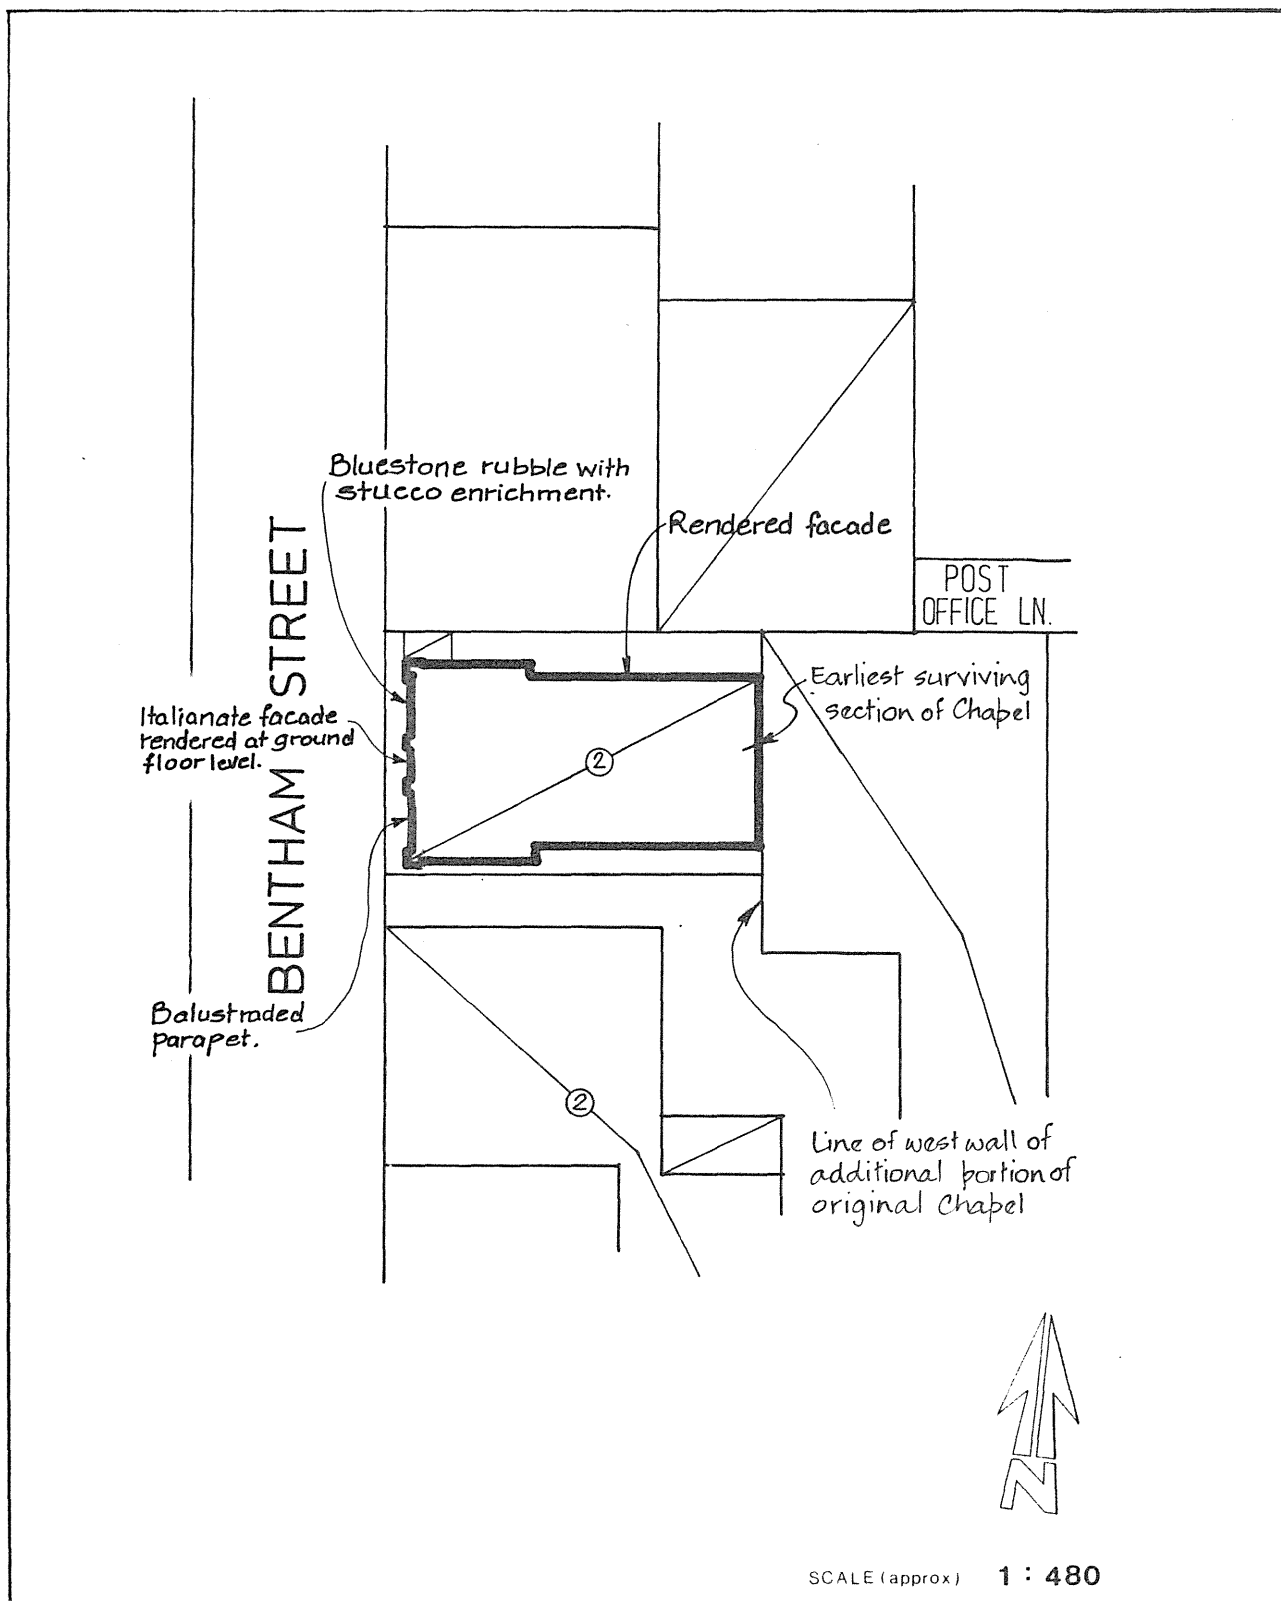 Bluestone rubble with
stucco enrichment.
Rendered facade
POST
OFFICE LN.
BENTHAM STREET
Earliest surviving
section of Chapel
Italianate facade
rendered at ground
floor level.
2
Balustraded
parapet.
2
Line of west wall of
additional portion of
original Chapel
N
SCALE (approx) 1 : 480